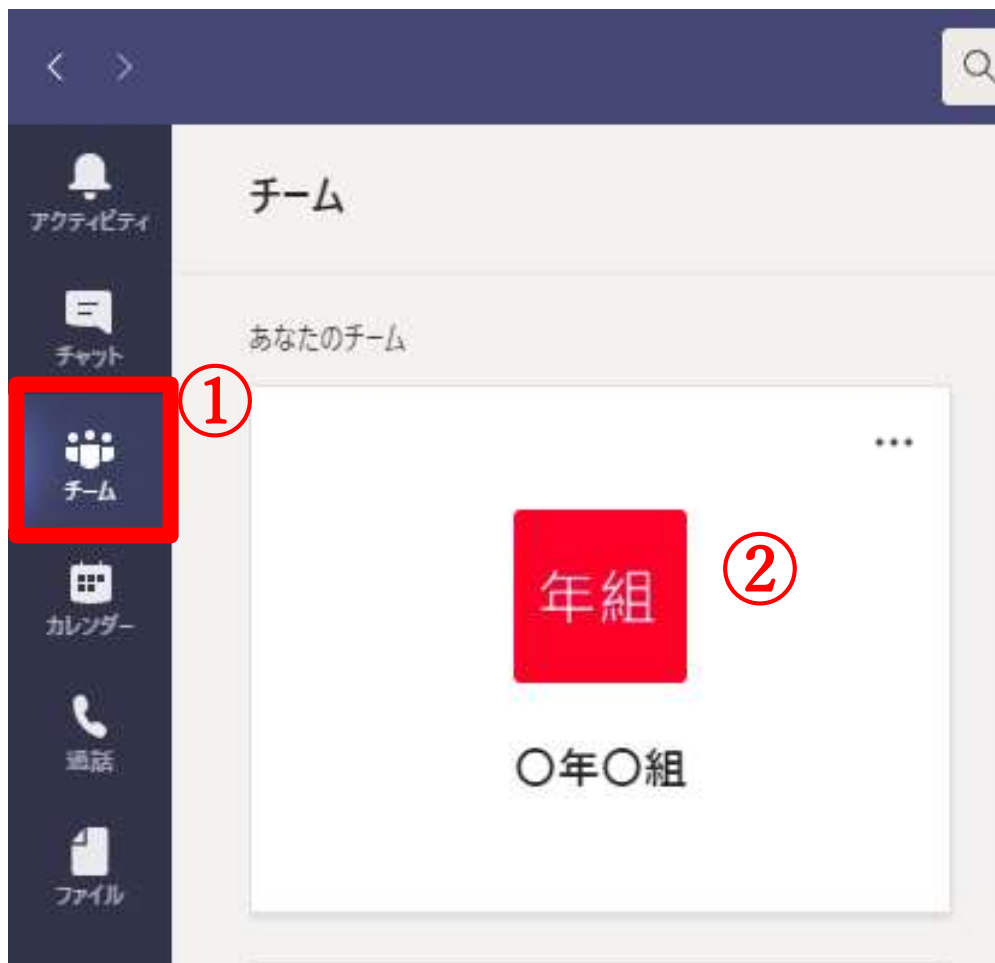 アクティビティ
チーム
チャット
あなたのチーム
①
チーム
年組
②
カレンダー
通話
〇年〇組
ファイル